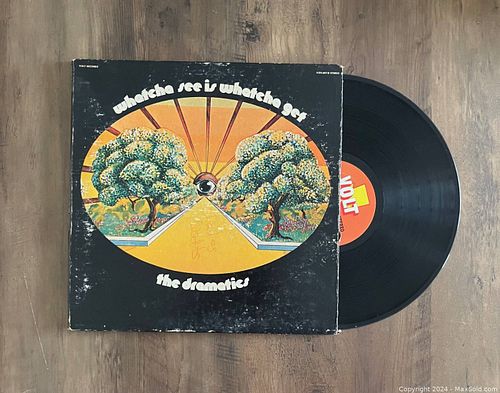 whatcha see is whatcha get
the dramatics
VOLT
Copyright 2024 - MaxSold.com